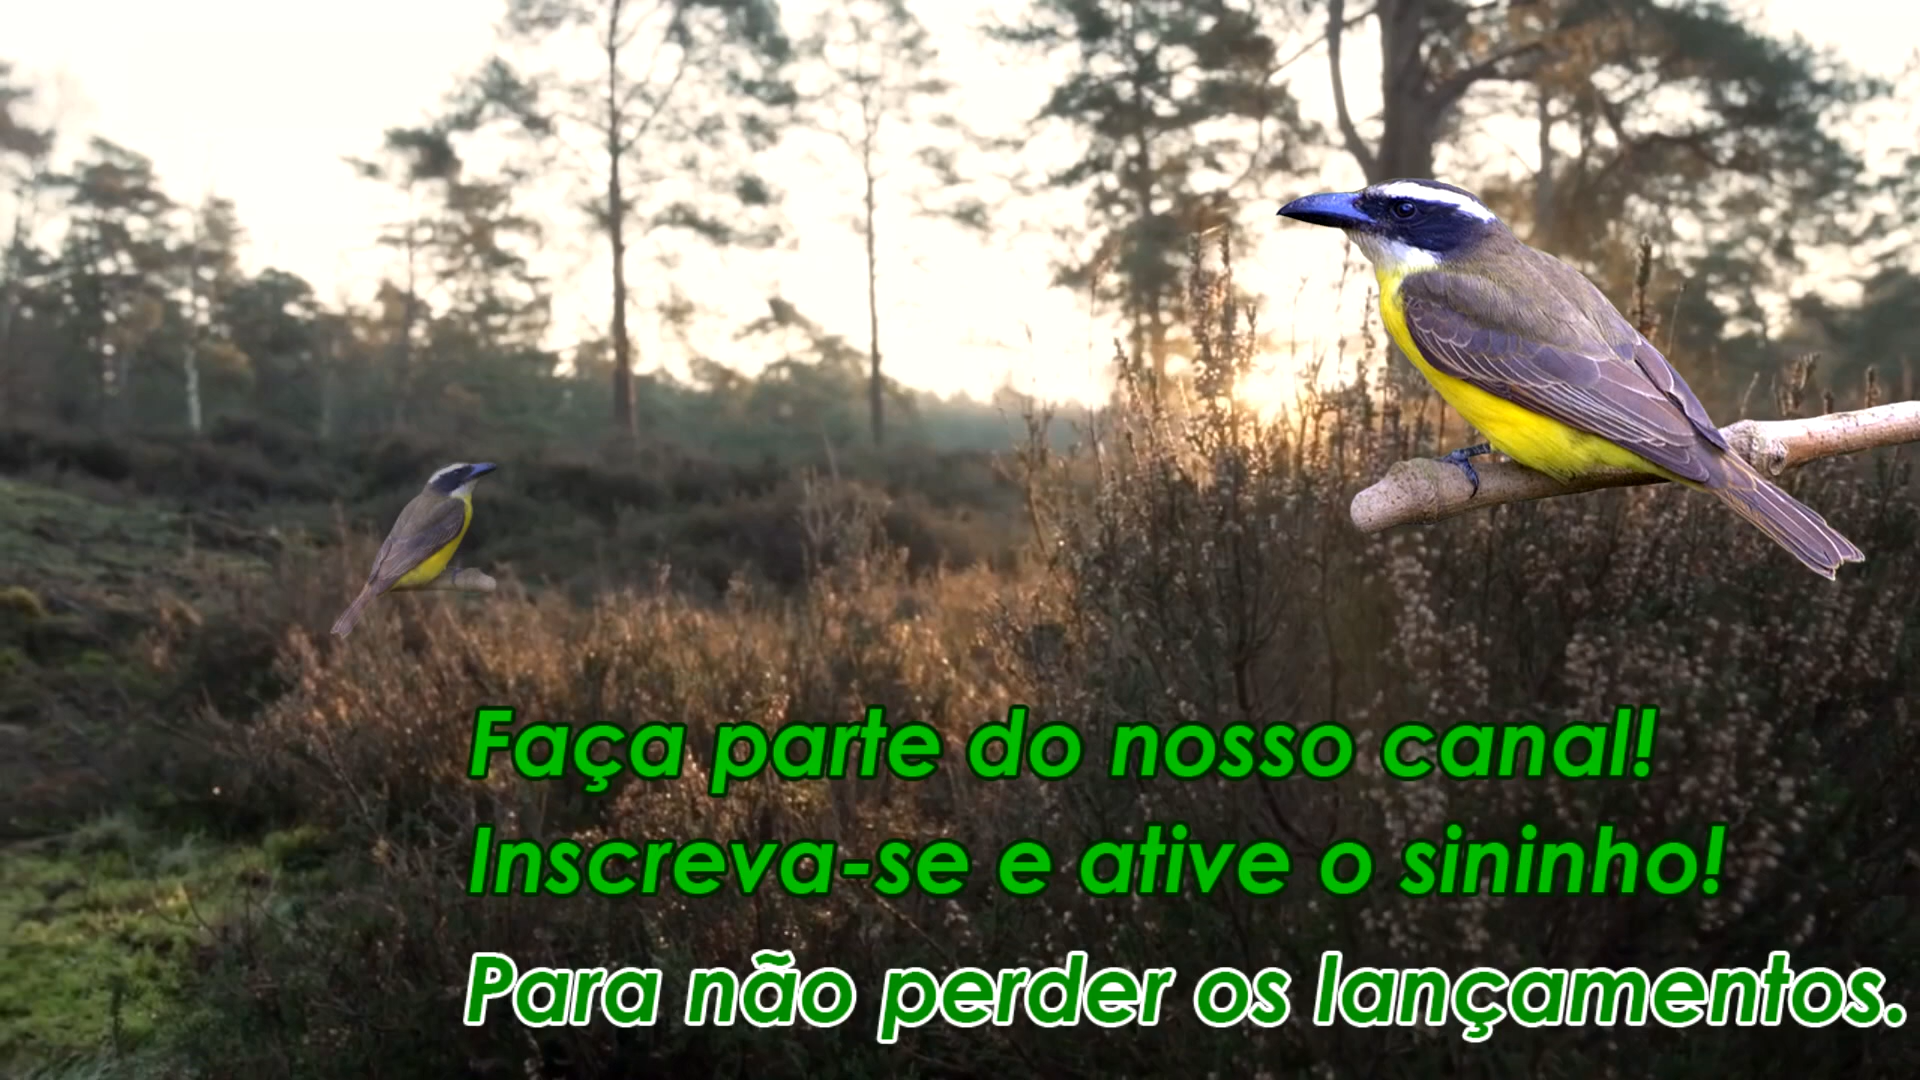 Faça parte do nosso canal!
Inscreva-se e ative o sininho!
Para não perder os lançamentos.